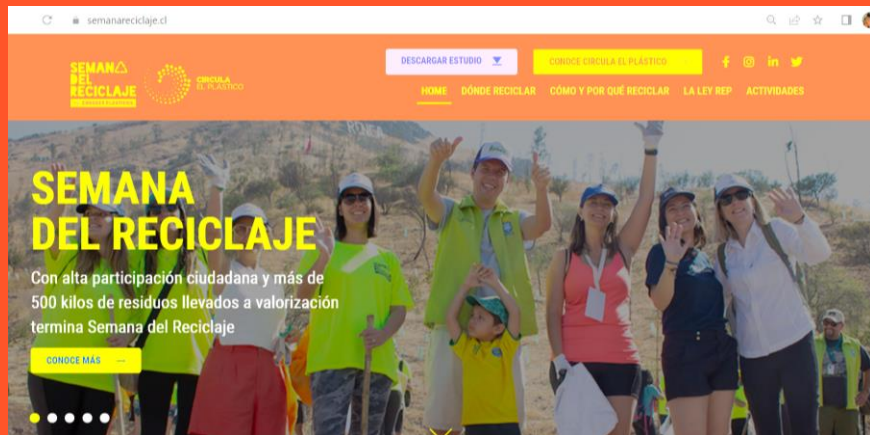 semanareciclaje.cl
SEMANA
DEL
RECICLAJE
CIRCULA
EL PLÁSTICO
DESCARGAR ESTUDIO
CONOCE CIRCULA EL PLÁSTICO
HOME DÓNDE RECICLAR CÓMO Y POR QUÉ RECICLAR LA LEY REP ACTIVIDADES
SEMANA
DEL RECICLAJE
Con alta participación ciudadana y más de
500 kilos de residuos llevados a valorización
termina Semana del Reciclaje
CONOCE MÁS